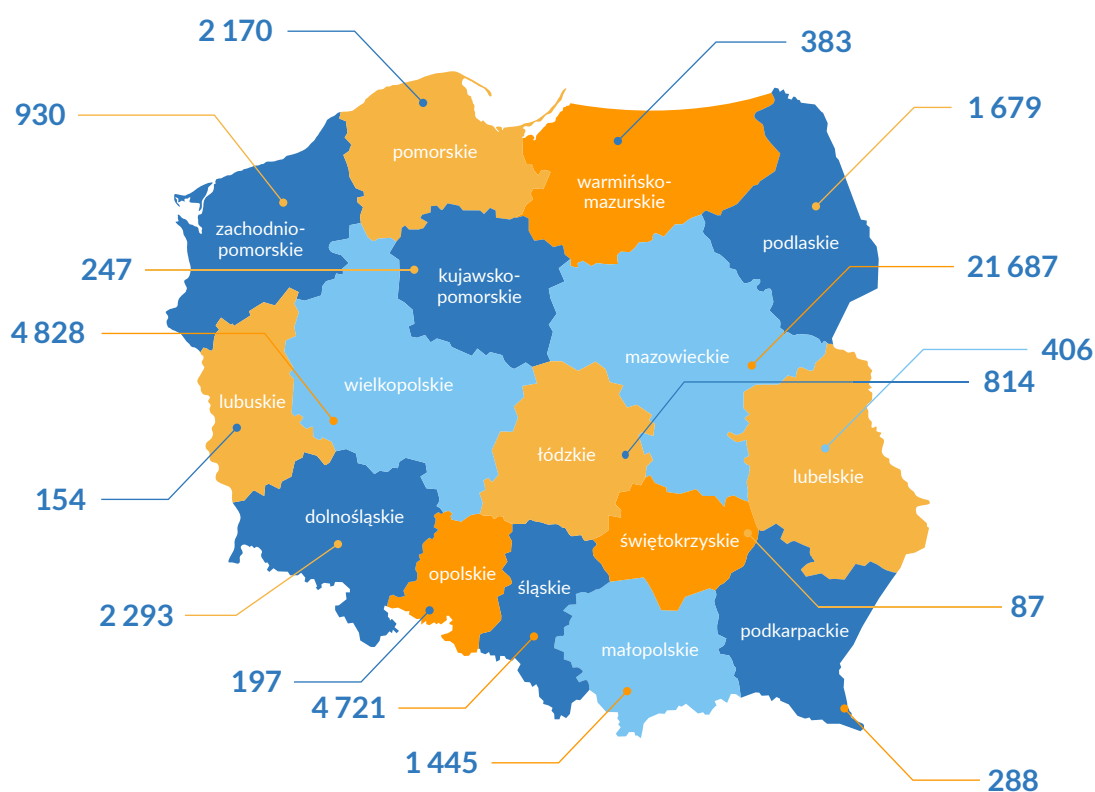 2 170
383
930
1 679
pomorskie
warmińsko-
mazurskie
zachodnio-
pomorskie
podlaskie
247
kujawsko-
pomorskie
21 687
4 828
mazowieckie
406
814
wielkopolskie
lubuskie
łódzkie
lubelskie
154
dolnośląskie
świętokrzyskie
opolskie
śląskie
2 293
87
podkarpackie
małopolskie
197
4 721
1 445
288